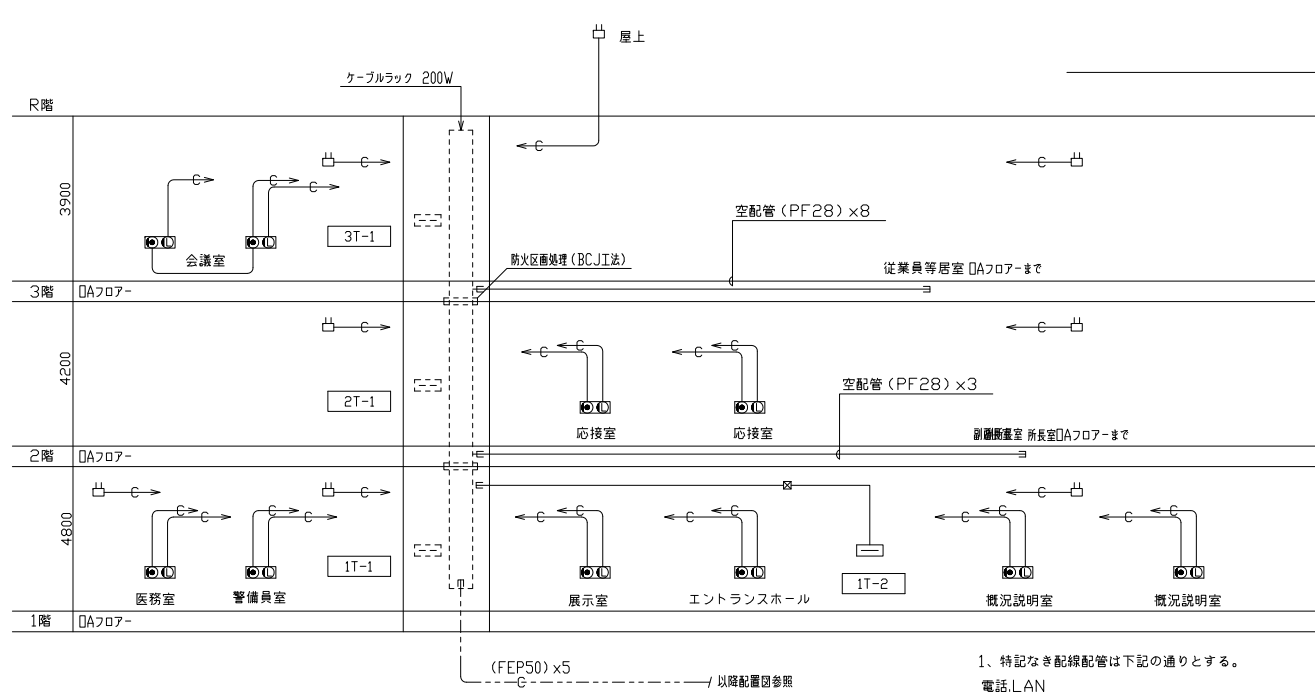 屋上
ケーブルラック 200W
R階
3900
空配管(PF28)x8
3T-1
会議室
防火区画処理(BCJ工法)
従業員等居室 OAフロアーまで
3階
OAフロアー
4200
空配管(PF28)x3
2T-1
応接室
応接室
所長室OAフロアーまで
2階
OAフロアー
4800
1T-1
1T-2
医務室
警備員室
展示室
エントランスホール
概況説明室
概況説明室
1階
OAフロアー
(FEP50)x5
以降配置図参照
1、特記なき配線配管は下記の通りとする。
電話,LAN